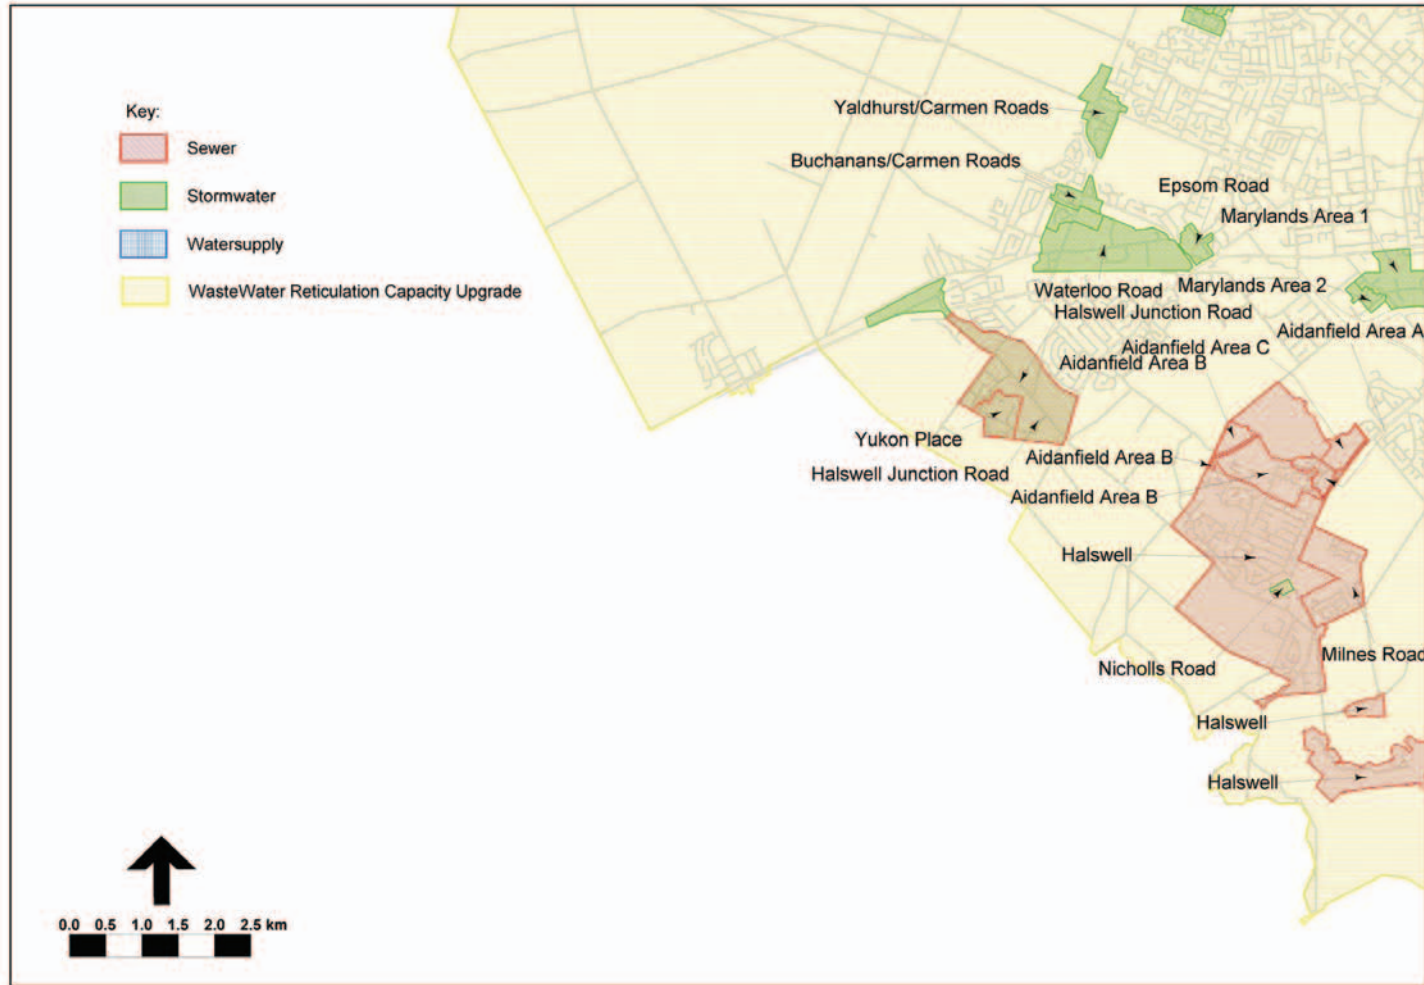 Key:
Sewer
Stormwater
Watersupply
WasteWater Reticulation Capacity Upgrade
Yaldhurst/Carmen Roads
Buchanans/Carmen Roads
Epsom Road
Marylands Area 1
Waterloo Road
Marylands Area 2
Halswell Junction Road
Aidanfield Area A
Aidanfield Area C
Aidanfield Area B
Yukon Place
Aidanfield Area B
Halswell Junction Road
Aidanfield Area B
Halswell
Nicholls Road
Milnes Road
Halswell
Halswell
0.0 0.5 1.0 1.5 2.0 2.5 km